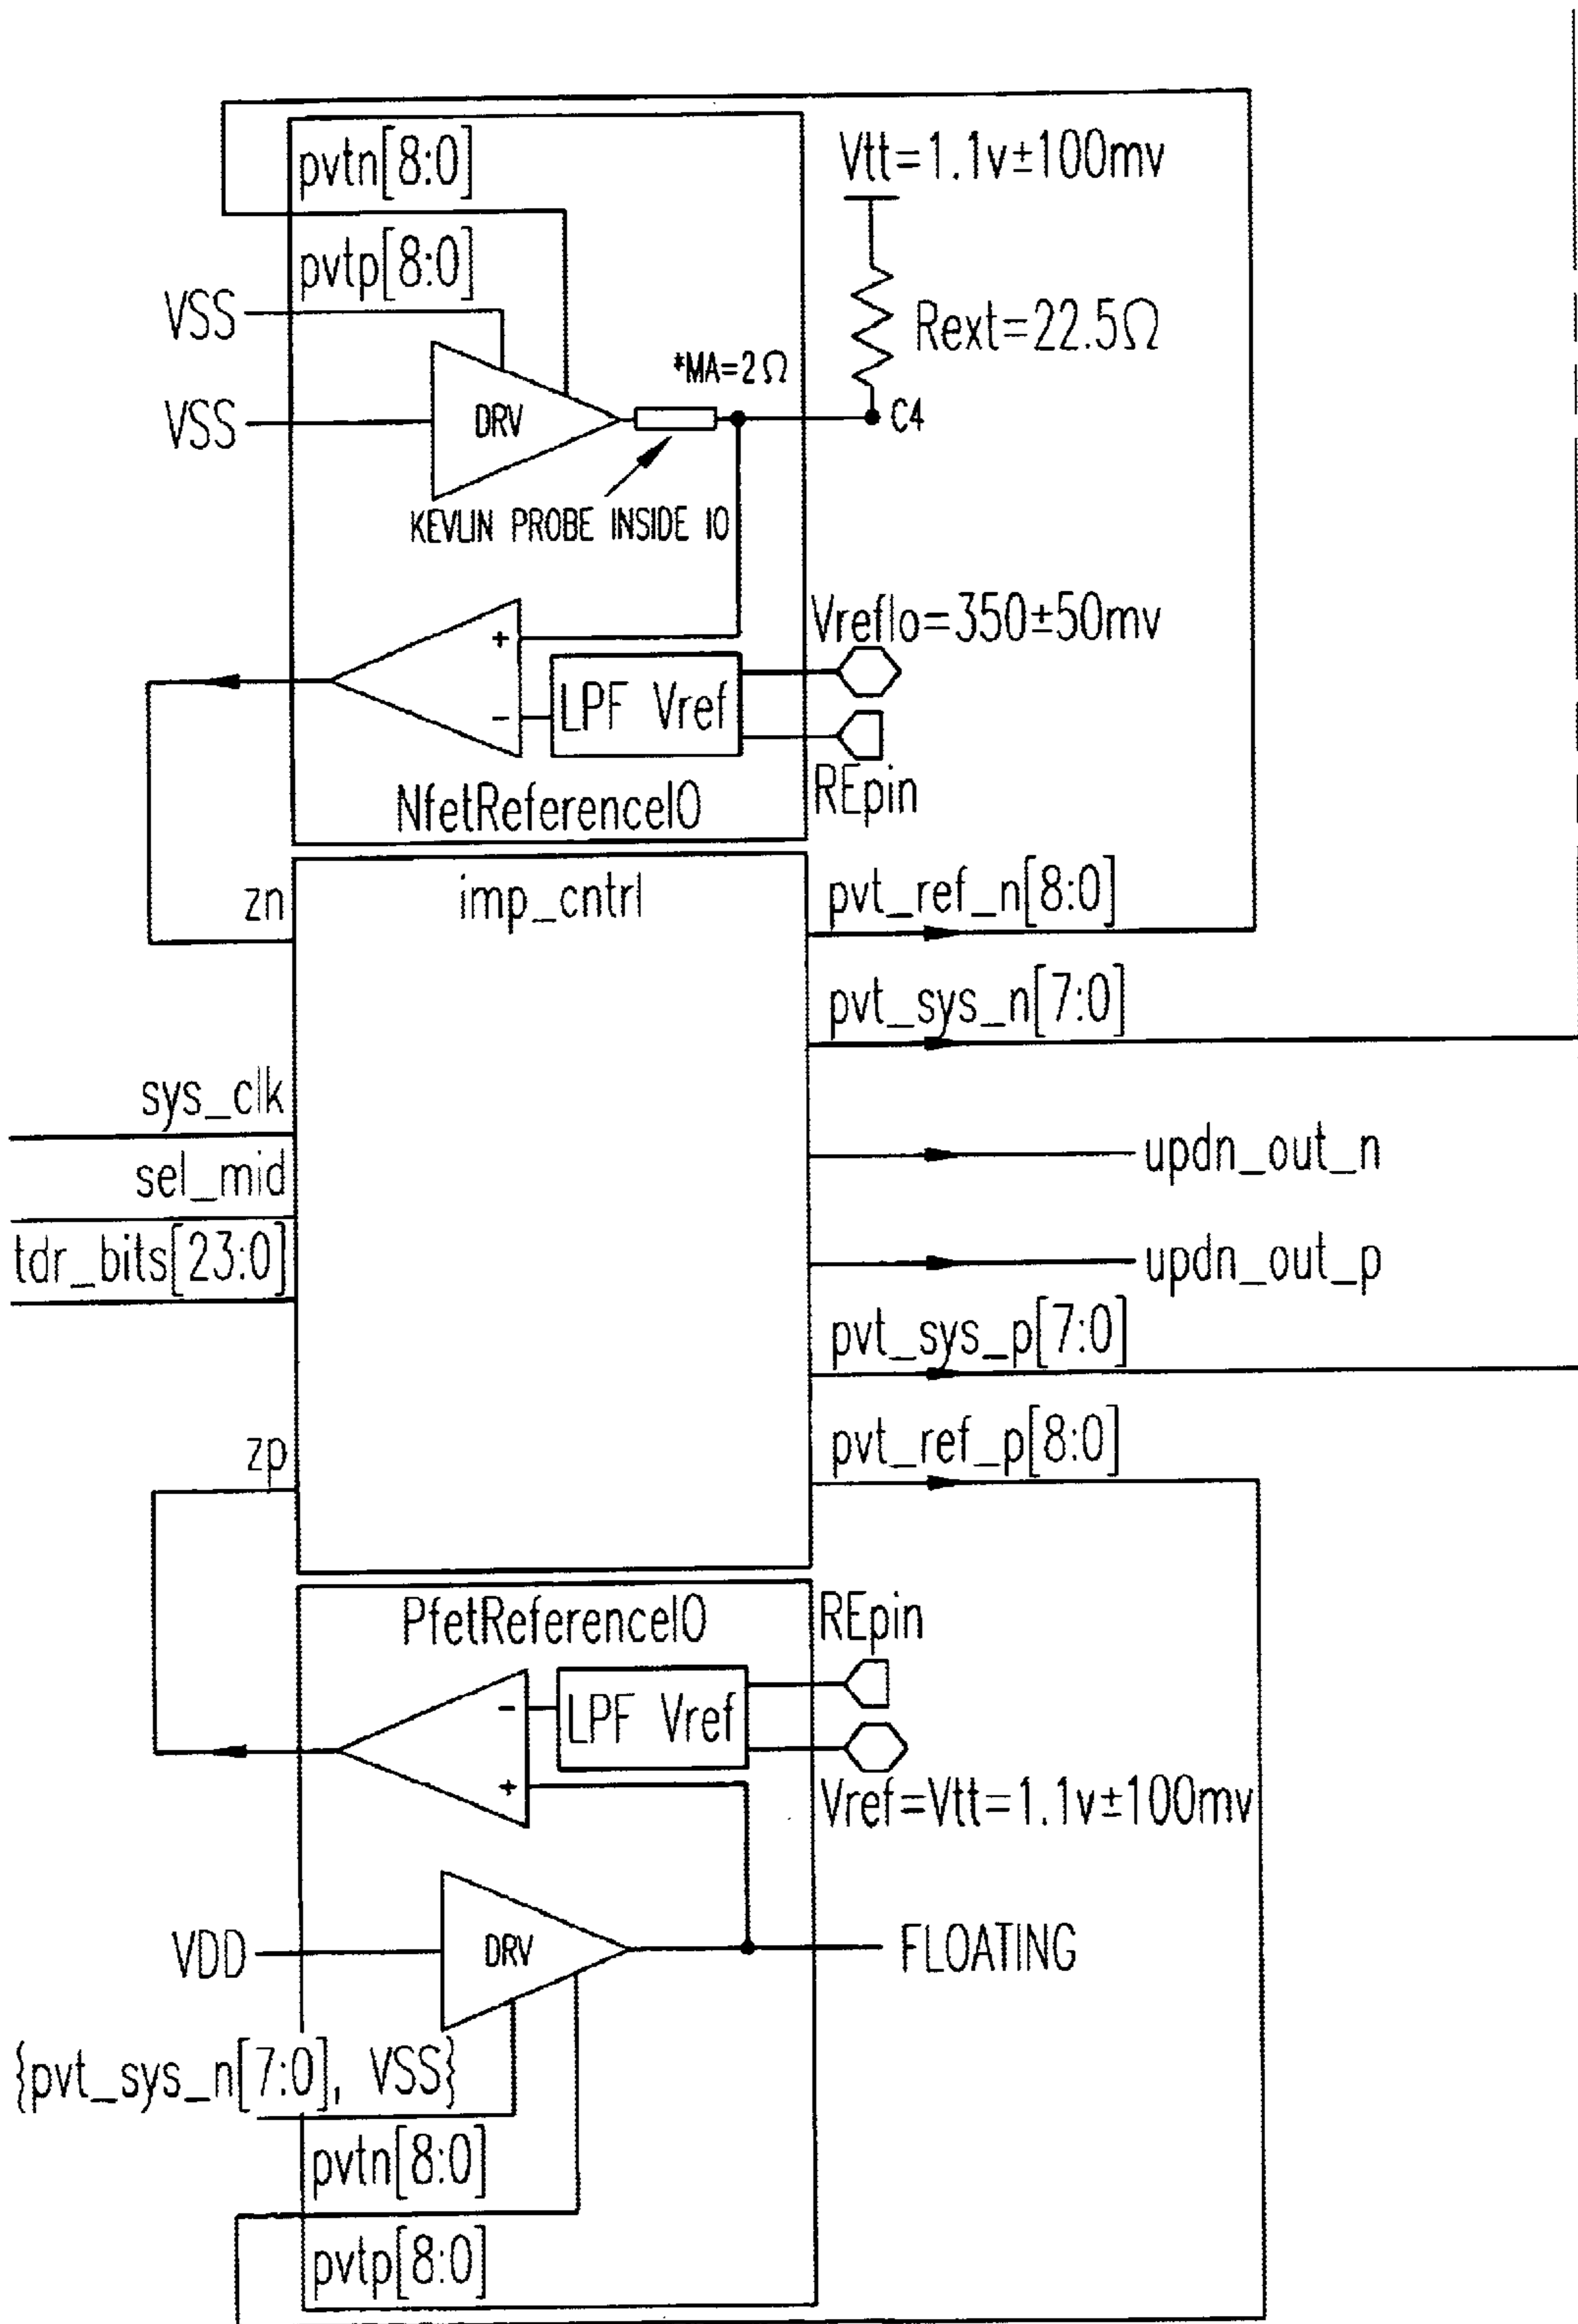 pvtn[8:0]
Vtt=1.1v±100mv
pvtp[8:0]
VSS
Rext=22.5Ω
*MA=2Ω
VSS
DRV
C4
KEVLIN PROBE INSIDE IO
Vreflo=350±50mv
+
LPF Vref
-
REpin
NfetReferenceIO
zn
imp_cntrl
pvt_ref_n[8:0]
pvt_sys_n[7:0]
sys_clk
updn_out_n
sel_mid
tdr_bits[23:0]
updn_out_p
pvt_sys_p[7:0]
zp
pvt_ref_p[8:0]
PfetReferenceIO
REpin
-
LPF Vref
+
Vref=Vtt=1.1v±100mv
VDD
DRV
FLOATING
{pvt_sys_n[7:0], VSS}
pvtn[8:0]
pvtp[8:0]